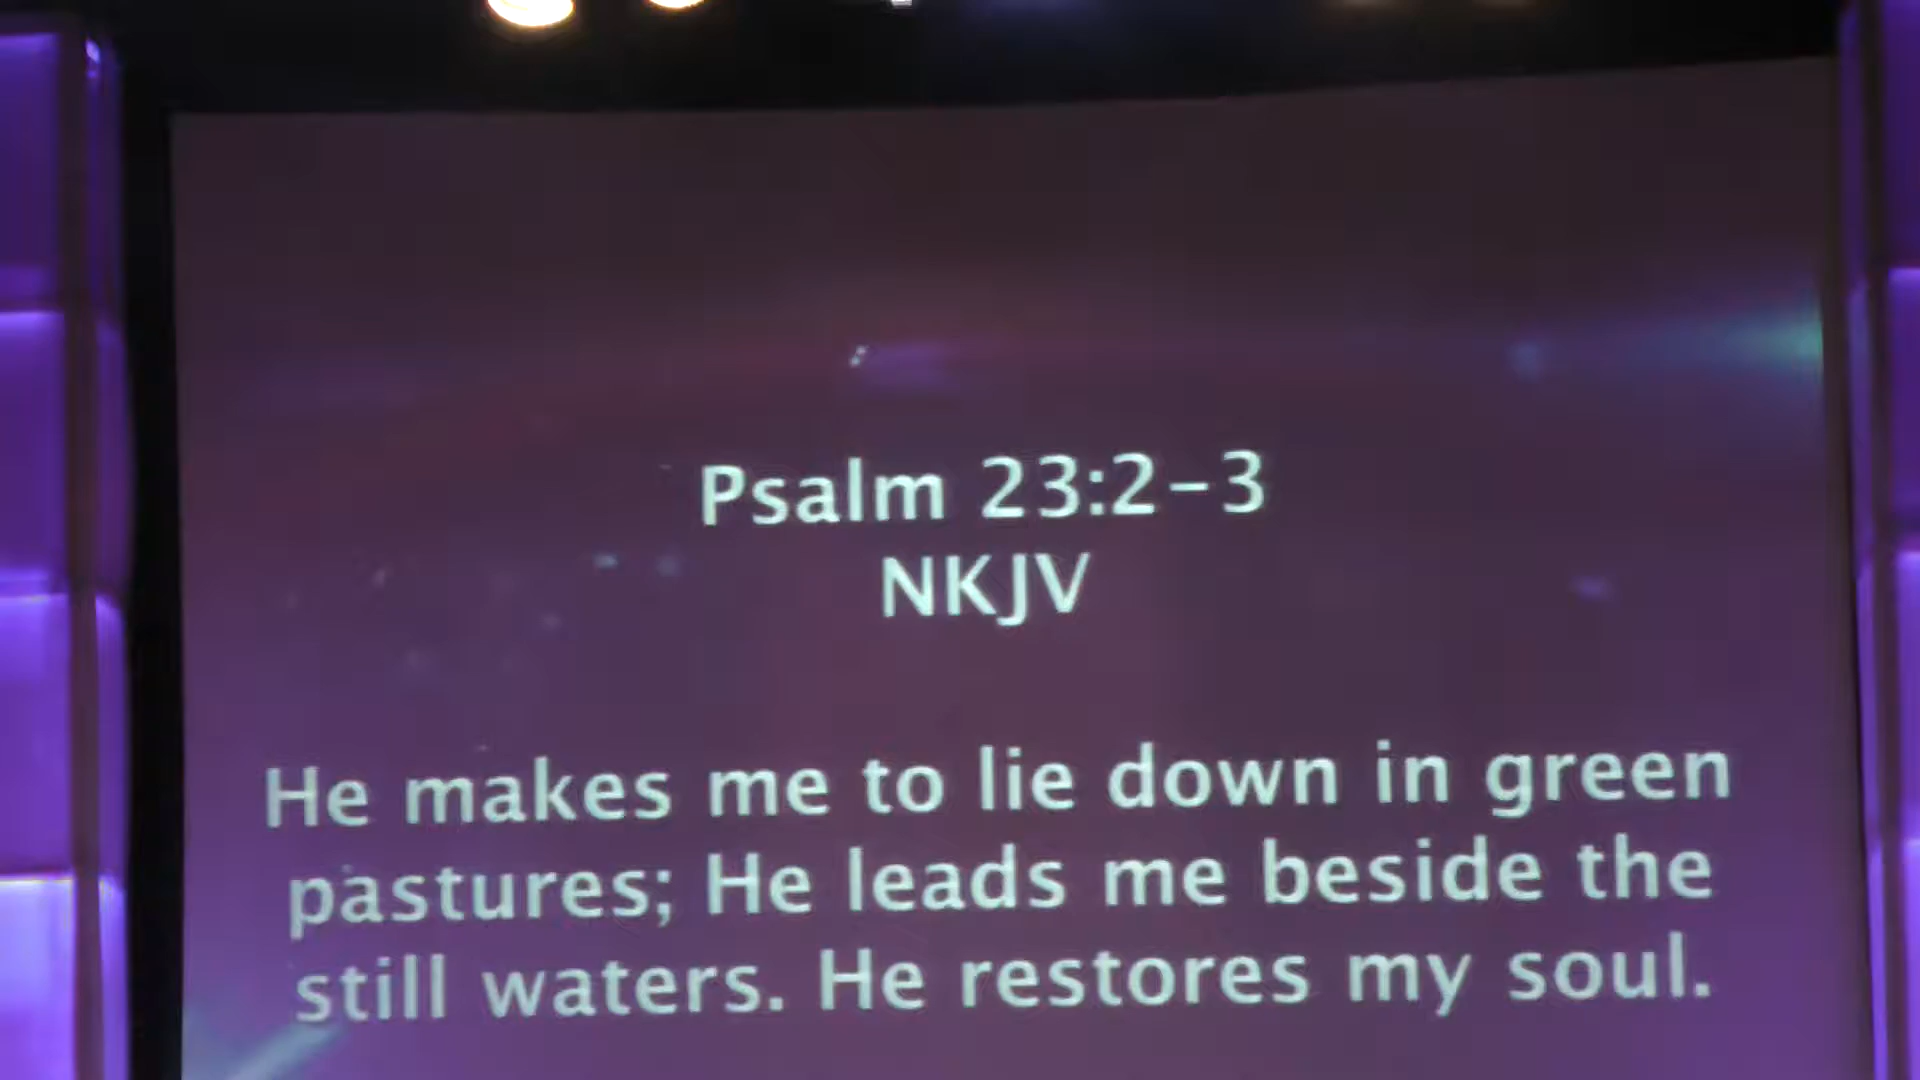 Psalm 23:2-3
NKJV
He makes me to lie down in green
pastures; He leads me beside the
still waters. He restores my soul.